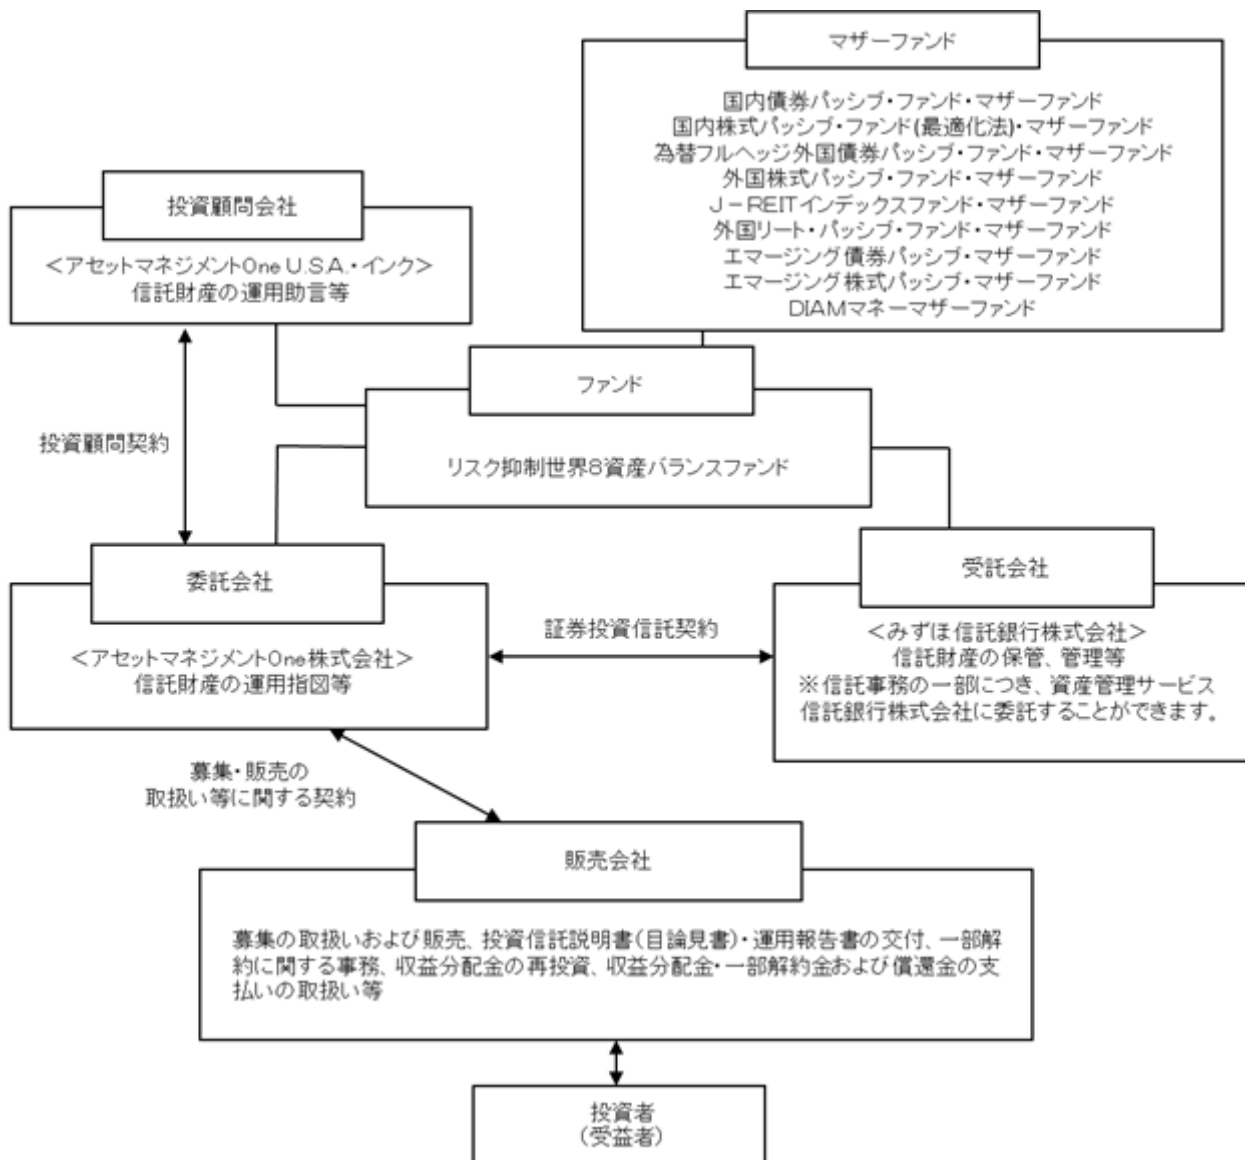 マザーファンド
国内債券パッシブ・ファンド・マザーファンド
国内株式パッシブ・ファンド(最適化法)・マザーファンド
為替フルヘッジ外国債券パッシブ・ファンド・マザーファンド
外国株式パッシブ・ファンド・マザーファンド
J－REITインデックスファンド・マザーファンド
外国リート・パッシブ・ファンド・マザーファンド
エマージング債券パッシブ・マザーファンド
エマージング株式パッシブ・マザーファンド
DIAMマネーマザーファンド
投資顧問会社
＜アセットマネジメントOne U.S.A.・インク＞
信託財産の運用助言等
ファンド
リスク抑制世界8資産バランスファンド
投資顧問契約
委託会社
＜アセットマネジメントOne株式会社＞
信託財産の運用指図等
証券投資信託契約
受託会社
＜みずほ信託銀行株式会社＞
信託財産の保管、管理等
※信託事務の一部につき、資産管理サービス
信託銀行株式会社に委託することができます。
募集・販売の
取扱い等に関する契約
販売会社
募集の取扱いおよび販売、投資信託説明書(目論見書)・運用報告書の交付、一部解
約に関する事務、収益分配金の再投資、収益分配金・一部解約金および償還金の支
払いの取扱い等
投資者
(受益者)